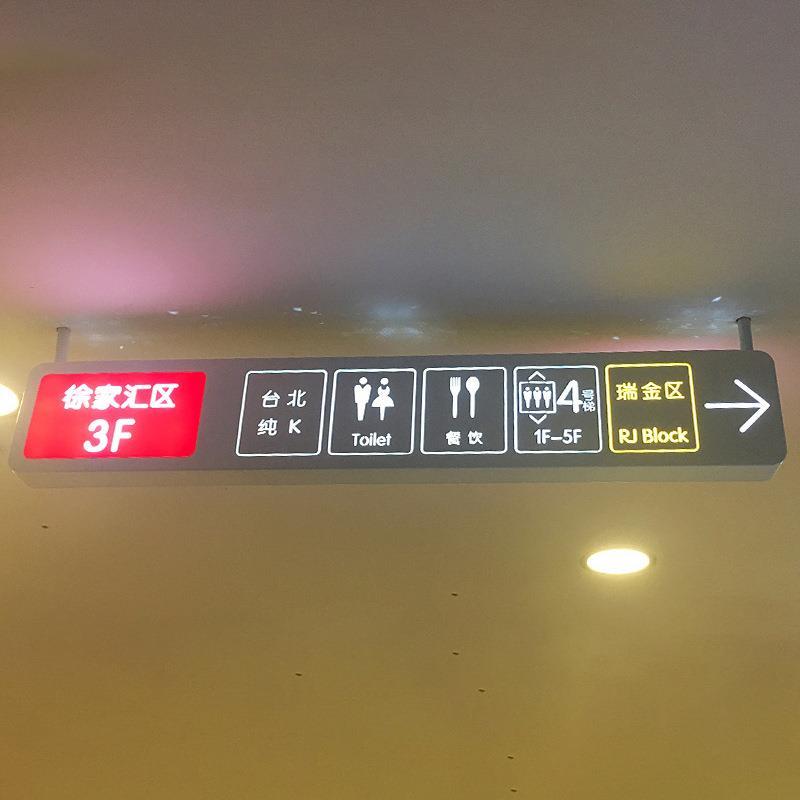 徐家汇区
3F
台北
纯K
Toilet
餐饮
4号梯
1F-5F
瑞金区
RJ Block